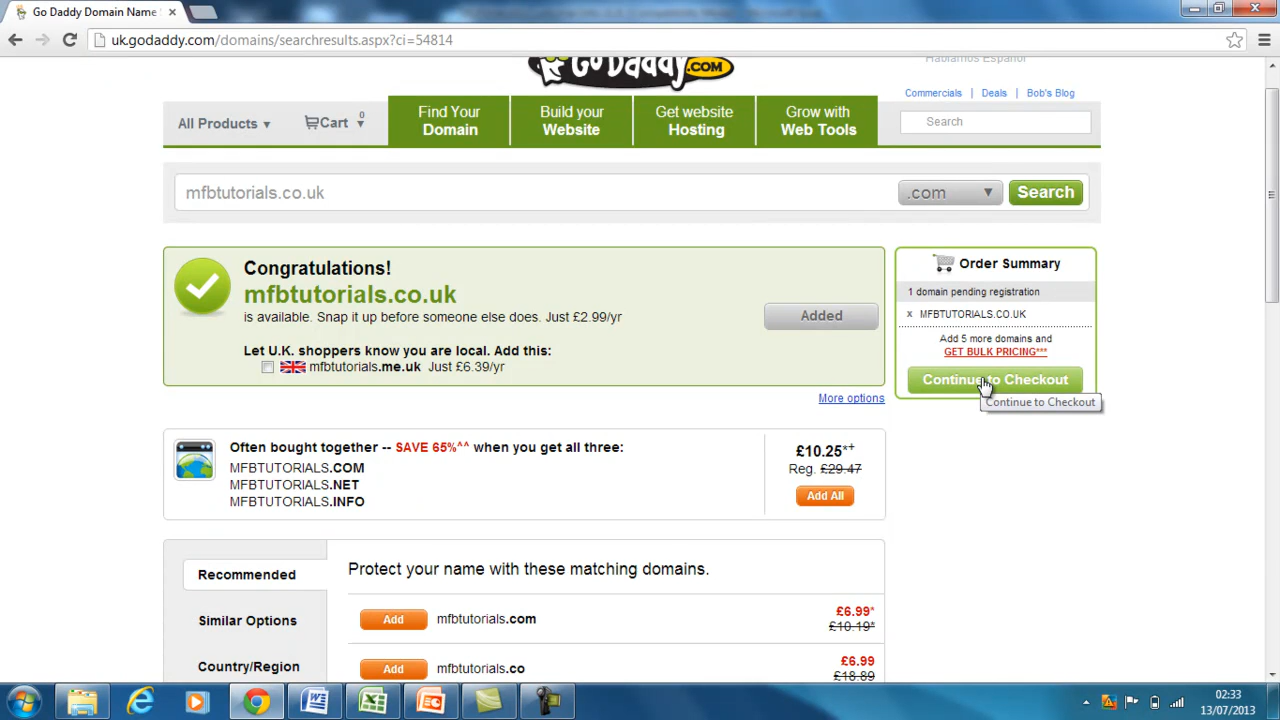 Go Daddy Domain Name
uk.godaddy.com/domains/searchresults.aspx?ci=54814
Go Daddy .COM
Hablamos Español
Commercials | Deals | Bob's Blog
All Products ▼
Cart 0 ▼
Find Your Domain
Build your Website
Get website Hosting
Grow with Web Tools
Search
mfbtutorials.co.uk
.com ▼
Search
Congratulations!
mfbtutorials.co.uk
is available. Snap it up before someone else does. Just £2.99/yr
Added
Let U.K. shoppers know you are local. Add this:
mfbtutorials.me.uk Just £6.39/yr
More options
Order Summary
1 domain pending registration
x MFBTUTORIALS.CO.UK
Add 5 more domains and
GET BULK PRICING***
Continue to Checkout
Continue to Checkout
Often bought together -- SAVE 65%^^ when you get all three:
MFBTUTORIALS.COM
MFBTUTORIALS.NET
MFBTUTORIALS.INFO
£10.25*+
Reg. £29.47
Add All
Recommended
Similar Options
Country/Region
Protect your name with these matching domains.
Add mfbtutorials.com £6.99*
£10.19*
Add mfbtutorials.co £6.99
£18.89
02:33
13/07/2013